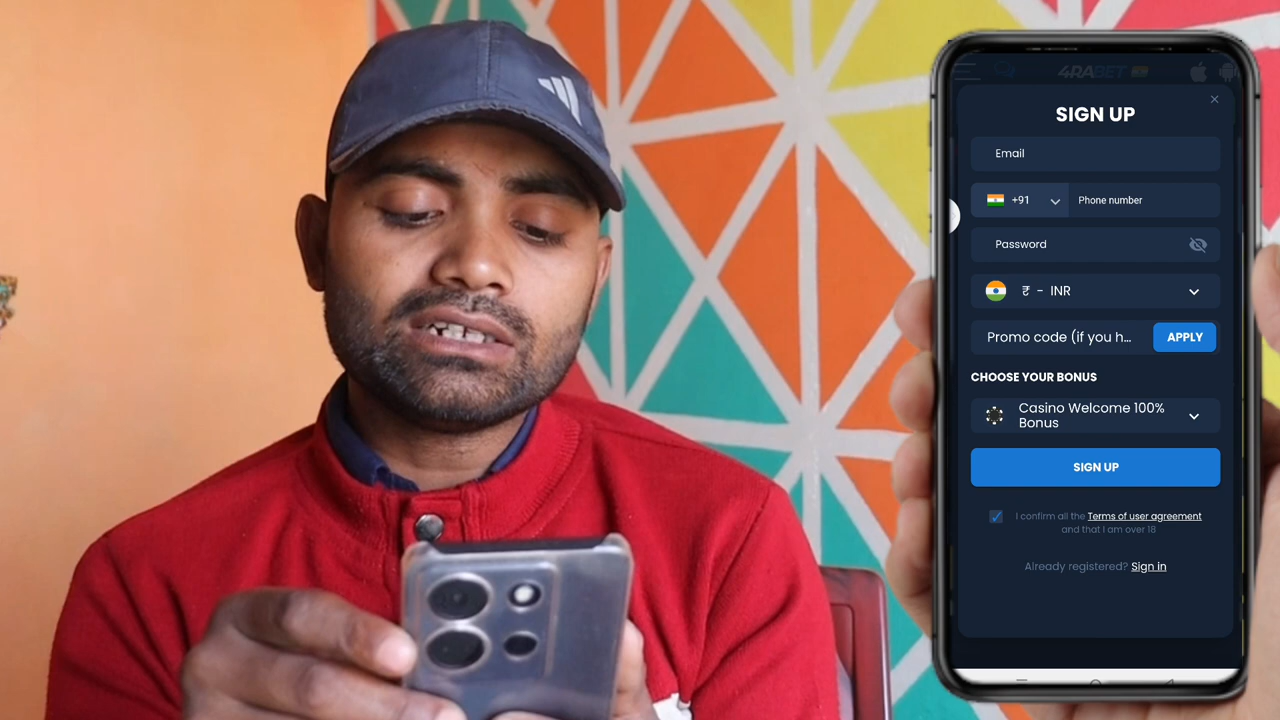 4RABET
SIGN UP
Email
+91
Phone number
Password
₹ - INR
Promo code (if you h...
APPLY
CHOOSE YOUR BONUS
Casino Welcome 100%
Bonus
SIGN UP
I confirm all the Terms of user agreement
and that I am over 18
Already registered? Sign in